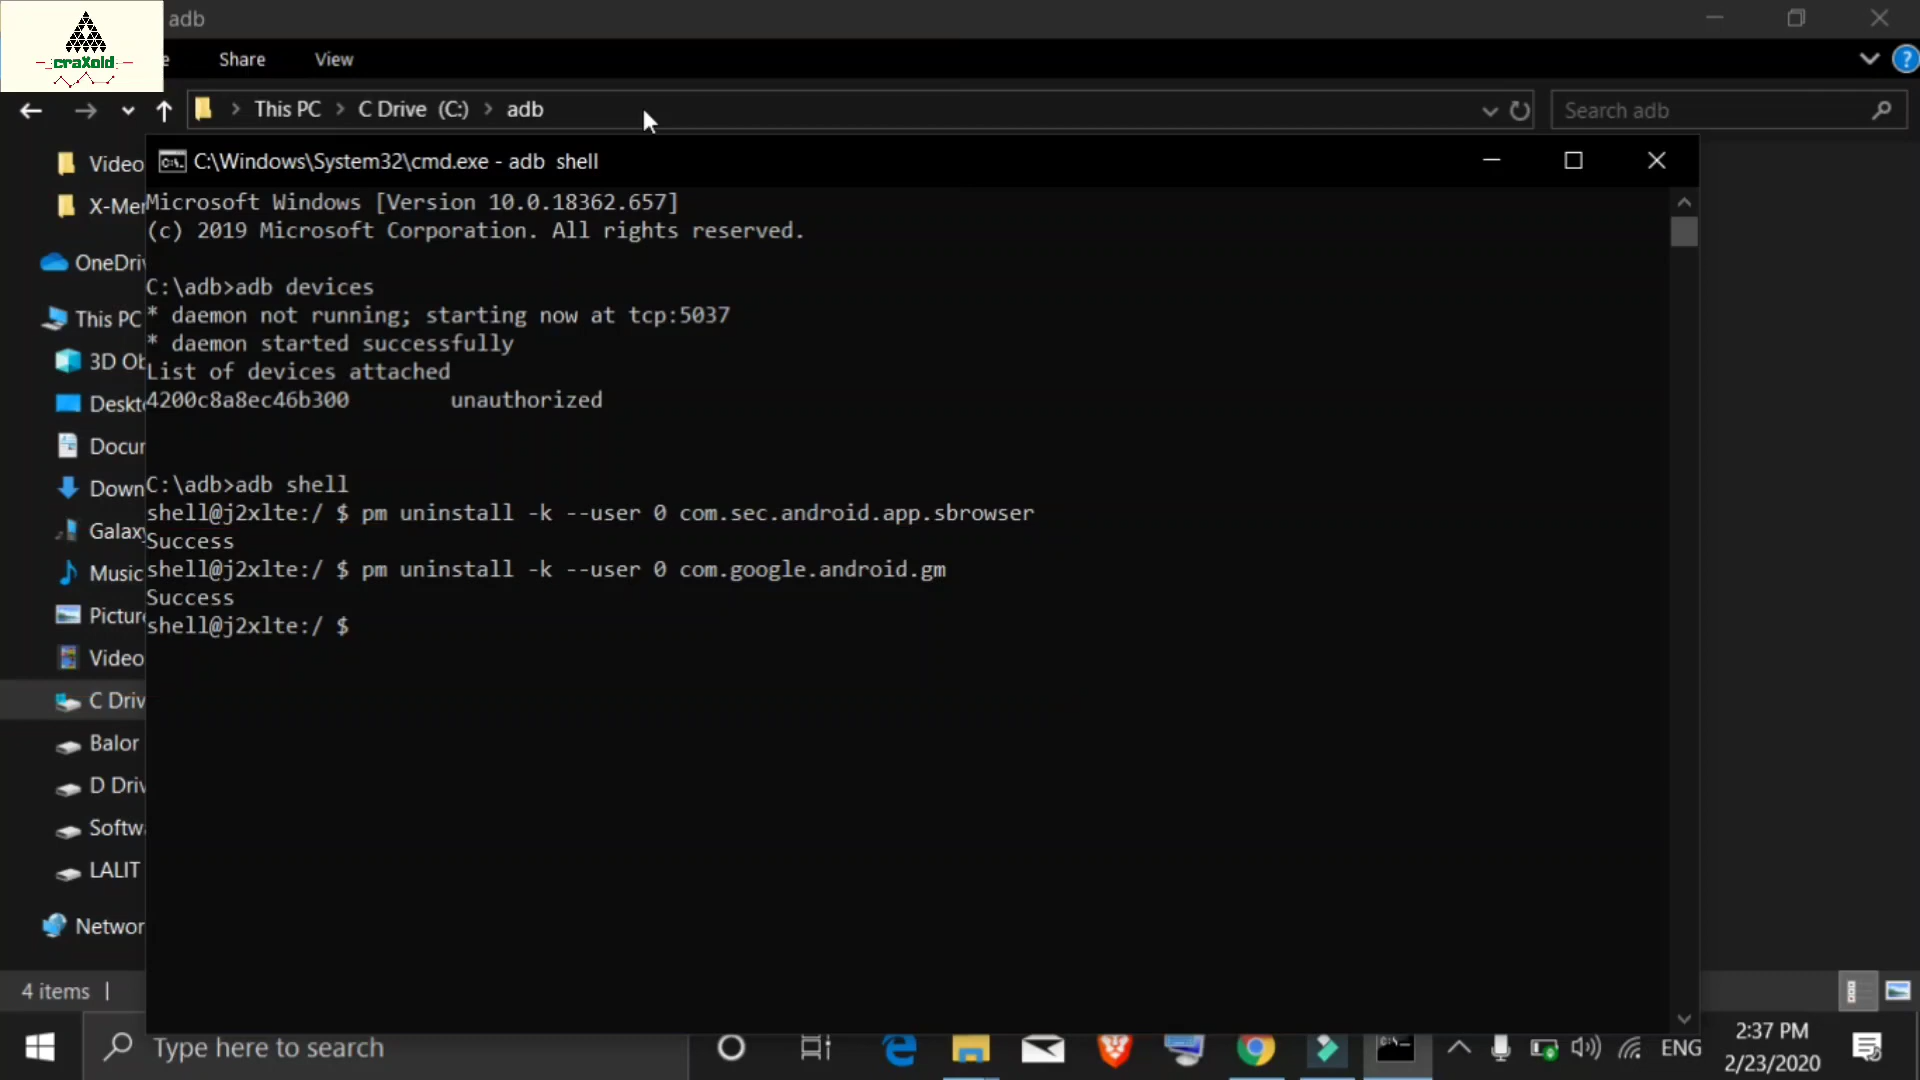 adb
craXoid
Share
View
This PC
C Drive (C:)
adb
Search adb
C:\Windows\System32\cmd.exe - adb  shell
Microsoft Windows [Version 10.0.18362.657]
(c) 2019 Microsoft Corporation. All rights reserved.
C:\adb>adb devices
* daemon not running; starting now at tcp:5037
* daemon started successfully
List of devices attached
4200c8a8ec46b300        unauthorized
C:\adb>adb shell
shell@j2xlte:/ $ pm uninstall -k --user 0 com.sec.android.app.sbrowser
Success
shell@j2xlte:/ $ pm uninstall -k --user 0 com.google.android.gm
Success
shell@j2xlte:/ $
Video
X-Mer
OneDri
This PC
3D Ob
Deskt
Docur
Down
Galaxy
Music
Pictur
Video
C Driv
Balor
D Driv
Softw
LALIT
Networ
4 items
Type here to search
ENG
2:37 PM
2/23/2020